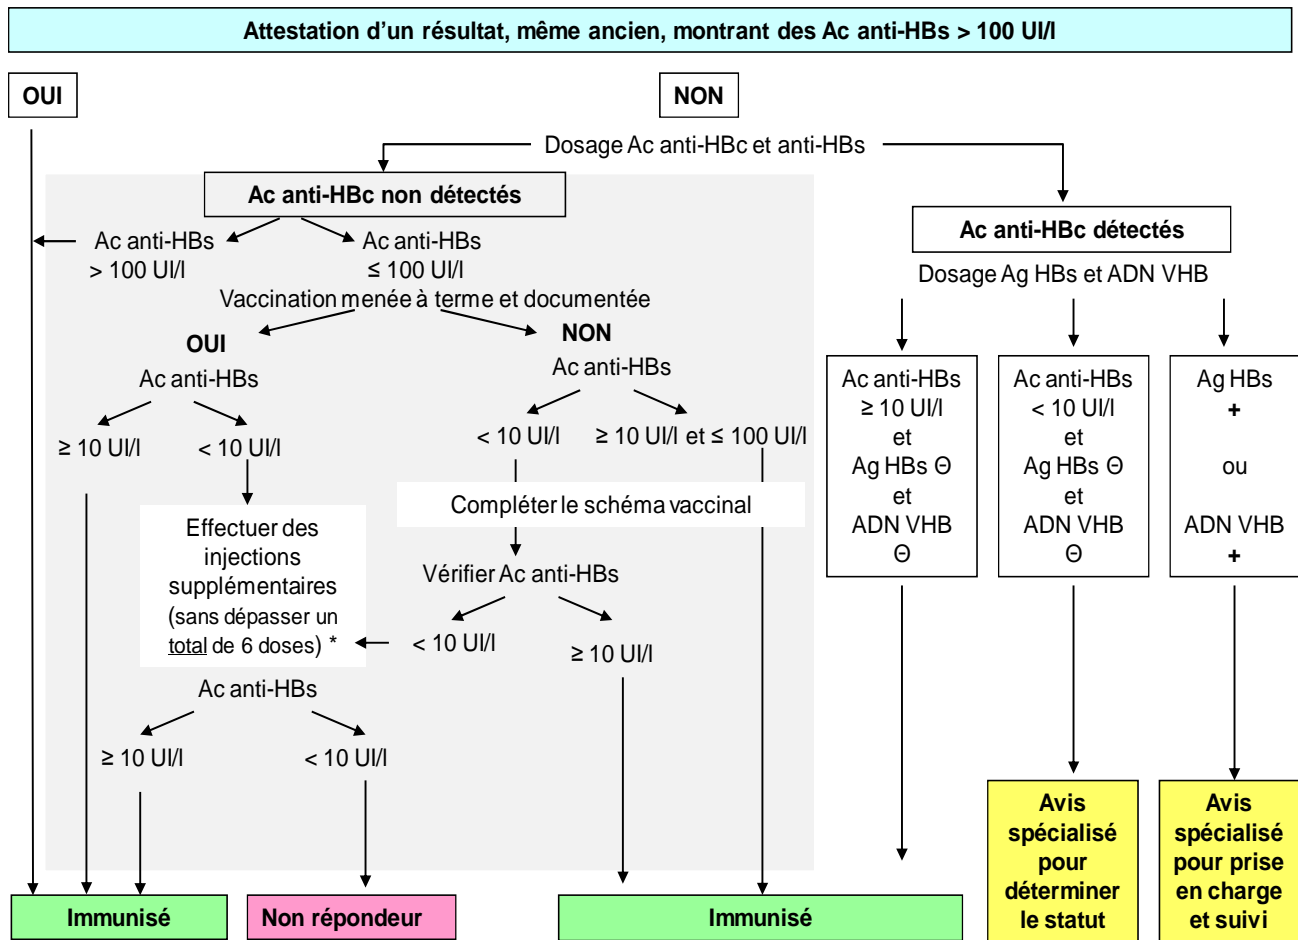 Attestation d'un résultat, même ancien, montrant des Ac anti-HBs > 100 UI/l
OUI
NON
Dosage Ac anti-HBc et anti-HBs
Ac anti-HBc non détectés
Ac anti-HBs
> 100 UI/l
Ac anti-HBs
≤ 100 UI/l
Vaccination menée à terme et documentée
OUI
Ac anti-HBs
≥ 10 UI/l
< 10 UI/l
NON
Ac anti-HBs
< 10 UI/l
≥ 10 UI/l et ≤ 100 UI/l
Effectuer des
injections
supplémentaires
(sans dépasser un
total de 6 doses) *
Compléter le schéma vaccinal
Vérifier Ac anti-HBs
< 10 UI/l
≥ 10 UI/l
Ac anti-HBs
≥ 10 UI/l
< 10 UI/l
Ac anti-HBc détectés
Dosage Ag HBs et ADN VHB
Ac anti-HBs
≥ 10 UI/l
et
Ag HBs Θ
et
ADN VHB
Θ
Ac anti-HBs
< 10 UI/l
et
Ag HBs Θ
et
ADN VHB
Θ
Ag HBs
+
ou
ADN VHB
+
Immunisé
Non répondeur
Immunisé
Avis
spécialisé
pour
déterminer
le statut
Avis
spécialisé
pour prise
en charge
et suivi